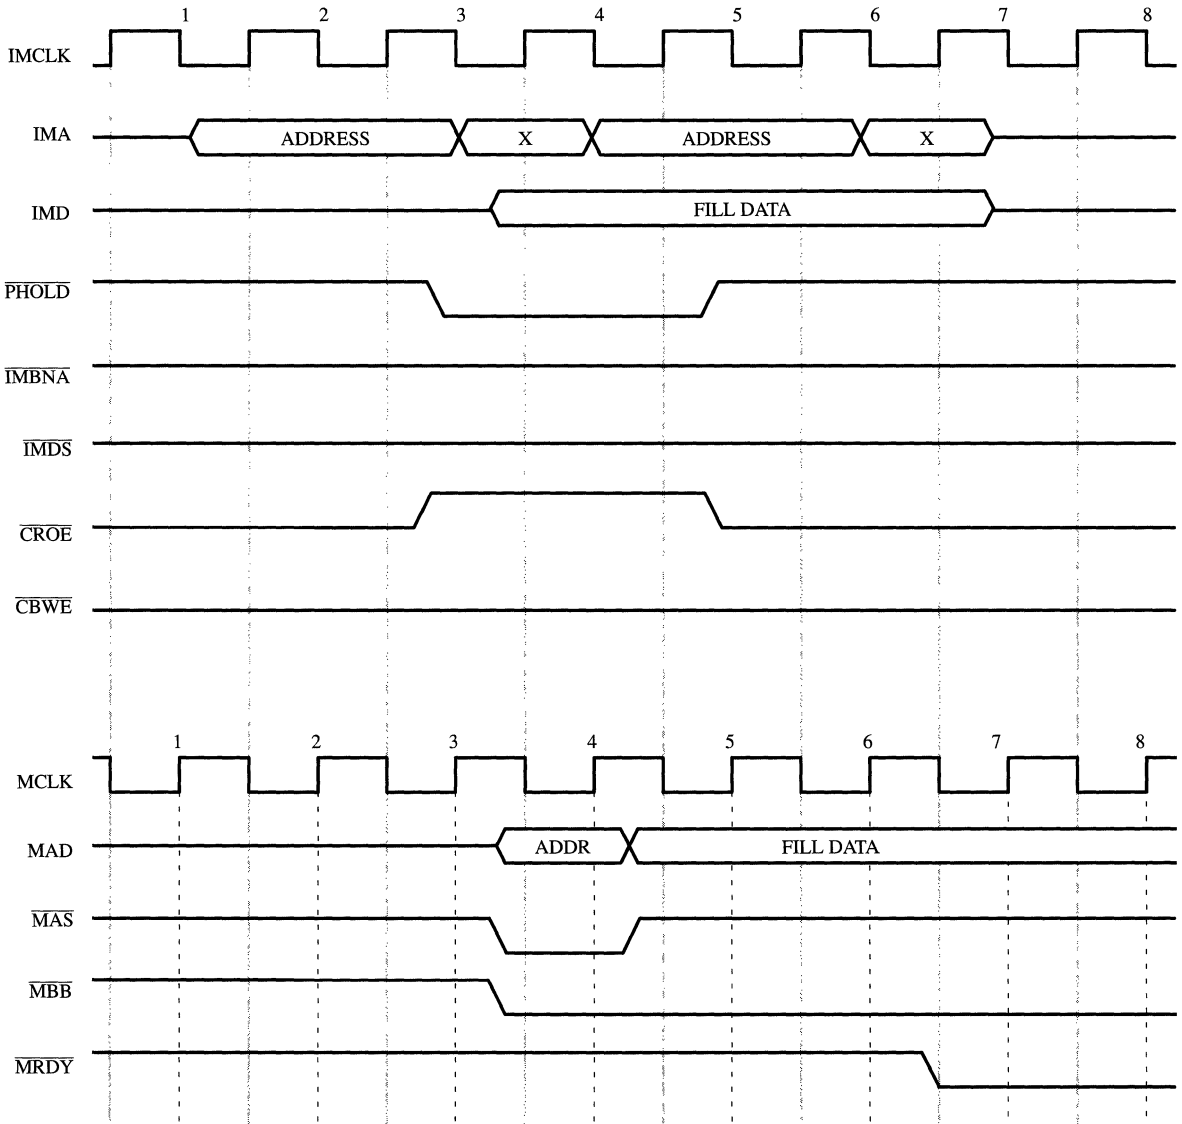 1 2 3 4 5 6 7 8
IMCLK
IMA ADDRESS X ADDRESS X
IMD FILL DATA
PHOLD
IMBNA
IMDS
CROE
CBWE
1 2 3 4 5 6 7 8
MCLK
MAD ADDR FILL DATA
MAS
MBB
MRDY